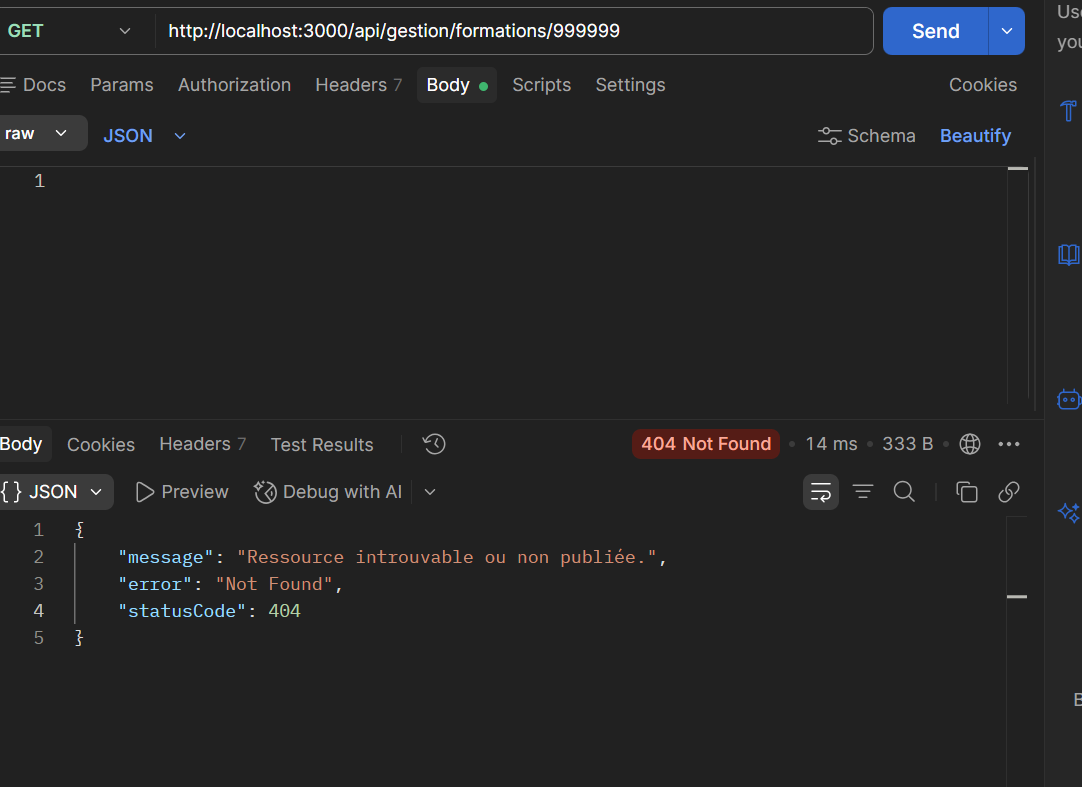 GET http://localhost:3000/api/gestion/formations/999999 Send
Docs Params Authorization Headers 7 Body Scripts Settings Cookies
raw JSON Schema Beautify
1
Body Cookies Headers 7 Test Results 404 Not Found 14 ms 333 B
{} JSON Preview Debug with AI
1 {
2 "message": "Ressource introuvable ou non publiée.",
3 "error": "Not Found",
4 "statusCode": 404
5 }